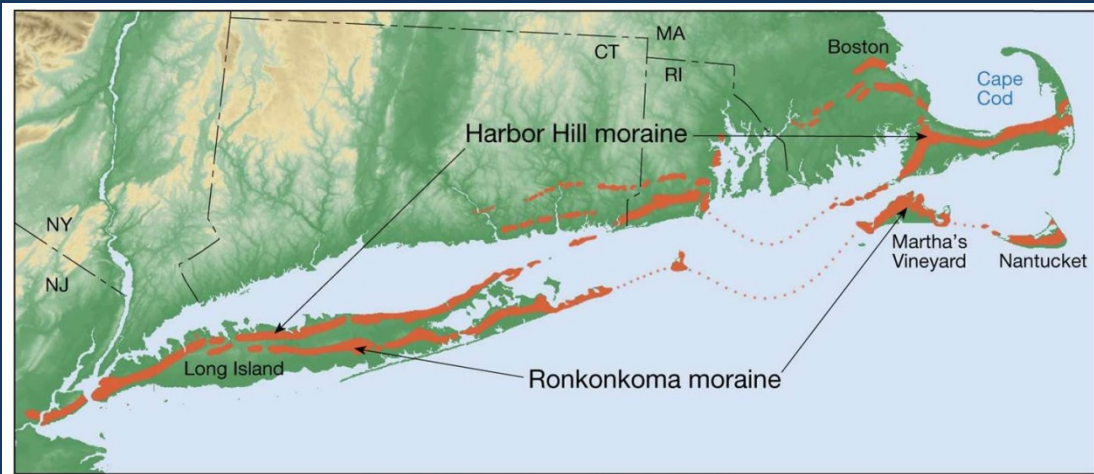 MA
Boston
CT
RI
Cape
Cod
Harbor Hill moraine
NY
NJ
Martha's
Vineyard
Nantucket
Long Island
Ronkonkoma moraine